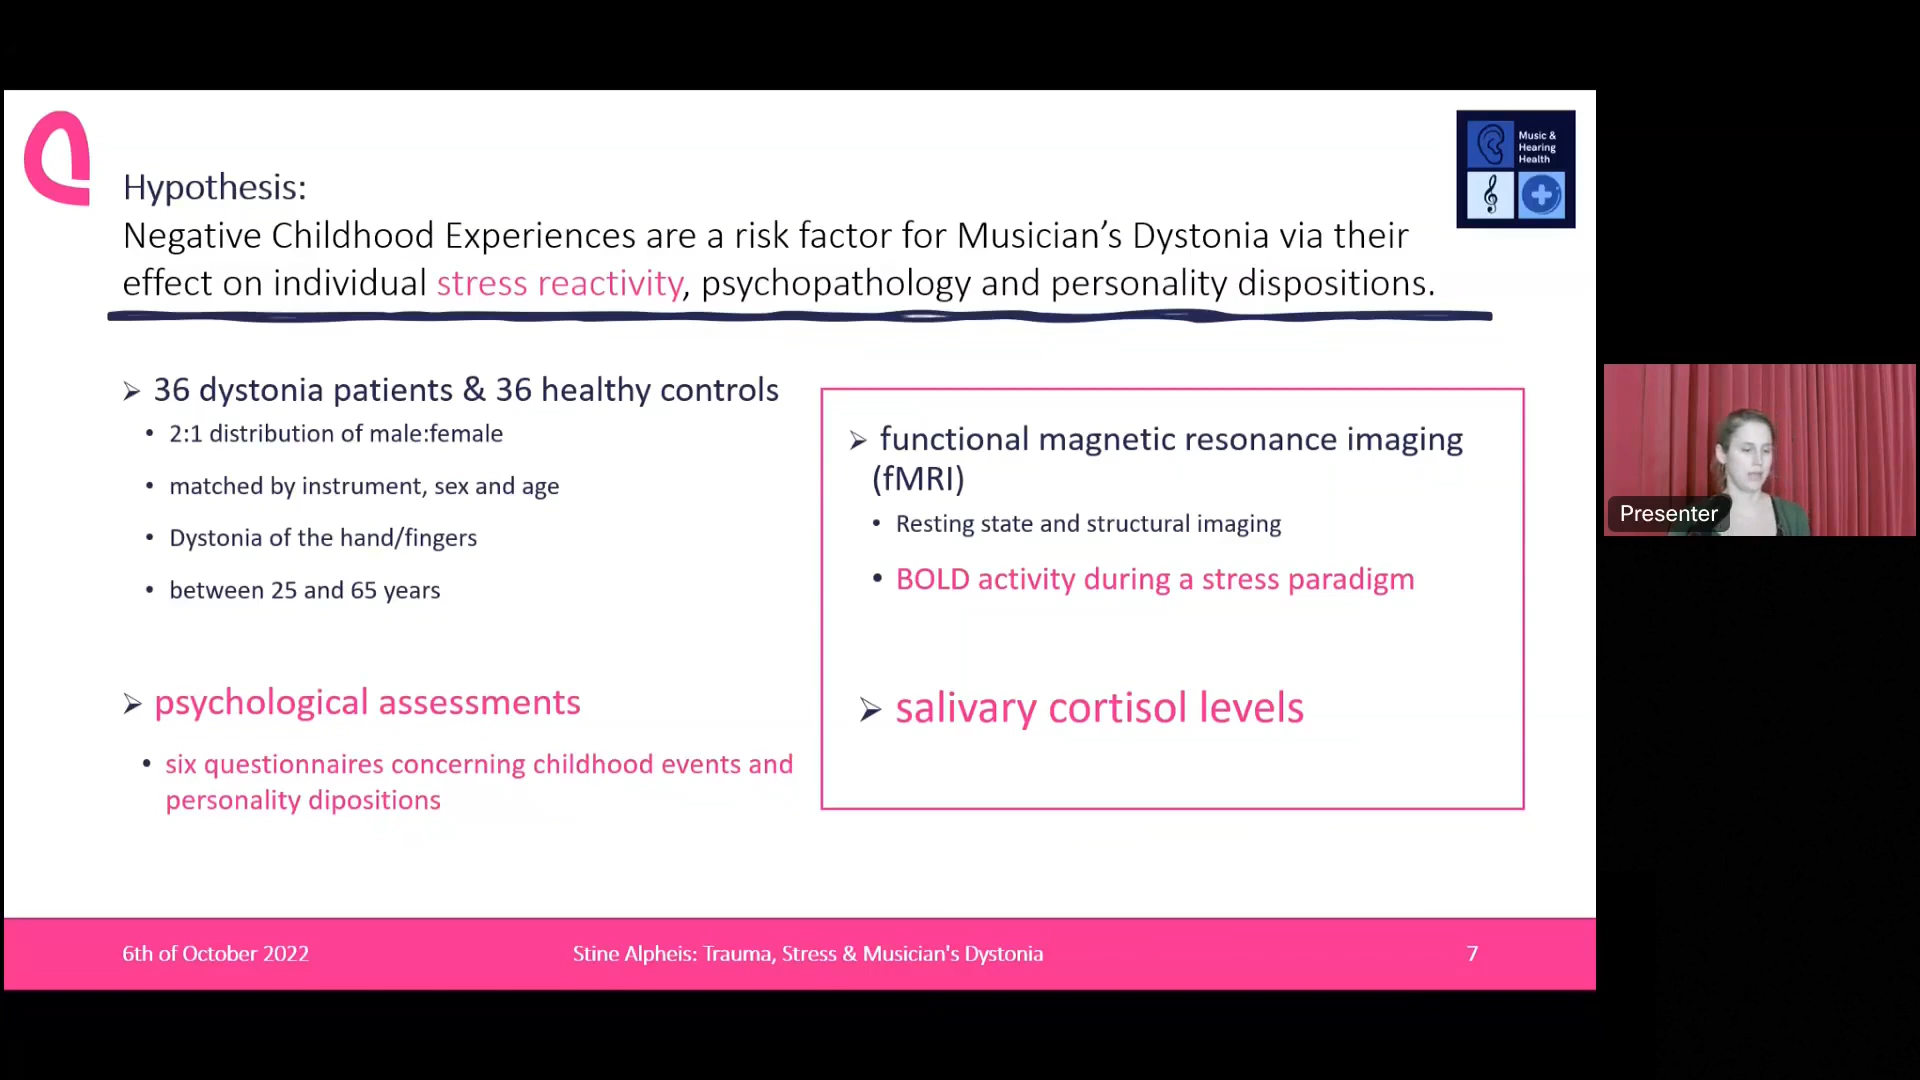 Music &
Hearing
Health
Hypothesis:
Negative Childhood Experiences are a risk factor for Musician’s Dystonia via their
effect on individual stress reactivity, psychopathology and personality dispositions.
36 dystonia patients & 36 healthy controls
2:1 distribution of male:female
matched by instrument, sex and age
Dystonia of the hand/fingers
between 25 and 65 years
psychological assessments
six questionnaires concerning childhood events and
personality dipositions
functional magnetic resonance imaging
(fMRI)
Resting state and structural imaging
BOLD activity during a stress paradigm
salivary cortisol levels
6th of October 2022
Stine Alpheis: Trauma, Stress & Musician's Dystonia
7
Presenter